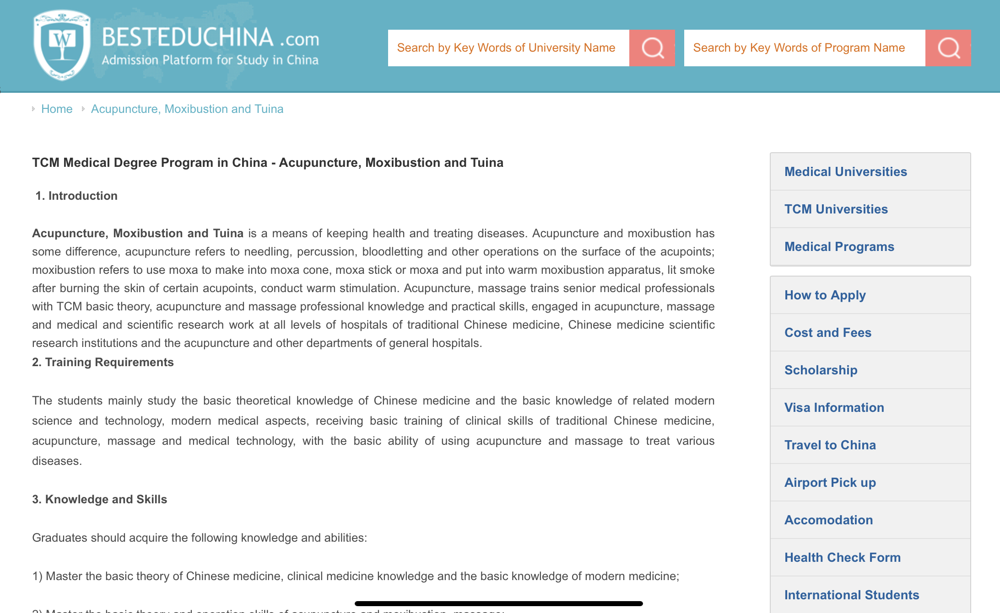 W
BESTEDUCHINA .com
Admission Platform for Study in China
Search by Key Words of University Name
Search by Key Words of Program Name
Home
Acupuncture, Moxibustion and Tuina
TCM Medical Degree Program in China - Acupuncture, Moxibustion and Tuina
1. Introduction
Acupuncture, Moxibustion and Tuina is a means of keeping health and treating diseases. Acupuncture and moxibustion has
some difference, acupuncture refers to needling, percussion, bloodletting and other operations on the surface of the acupoints;
moxibustion refers to use moxa to make into moxa cone, moxa stick or moxa and put into warm moxibustion apparatus, lit smoke
after burning the skin of certain acupoints, conduct warm stimulation. Acupuncture, massage trains senior medical professionals
with TCM basic theory, acupuncture and massage professional knowledge and practical skills, engaged in acupuncture, massage
and medical and scientific research work at all levels of hospitals of traditional Chinese medicine, Chinese medicine scientific
research institutions and the acupuncture and other departments of general hospitals.
2. Training Requirements
The students mainly study the basic theoretical knowledge of Chinese medicine and the basic knowledge of related modern
science and technology, modern medical aspects, receiving basic training of clinical skills of traditional Chinese medicine,
acupuncture, massage and medical technology, with the basic ability of using acupuncture and massage to treat various
diseases.
3. Knowledge and Skills
Graduates should acquire the following knowledge and abilities:
1) Master the basic theory of Chinese medicine, clinical medicine knowledge and the basic knowledge of modern medicine;
2) Master the basic theory and operation skills of acupuncture and moxibustion, massage;
Medical Universities
TCM Universities
Medical Programs
How to Apply
Cost and Fees
Scholarship
Visa Information
Travel to China
Airport Pick up
Accomodation
Health Check Form
International Students